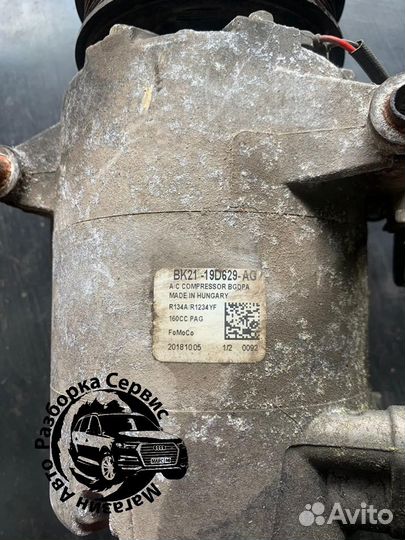 BK21 -19D629-AG
A C COMPRESSOR BGDPA
MADE IN HUNGARY
R134A/R1234YF
160CC PAG
FoMoCo
20181005 1/2 0092
Разборка Сервис
Магазин Авто
Avito